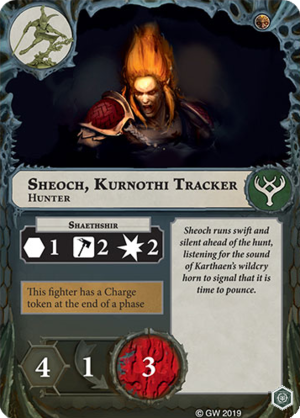 Sheoch, Kurnothi Tracker
Hunter
Shaethshir
1 2 2
This fighter has a Charge
token at the end of a phase
Sheoch runs swift and
silent ahead of the hunt,
listening for the sound
of Karthaen's wildcry
horn to signal that it is
time to pounce.
4 1 3
© GW 2019